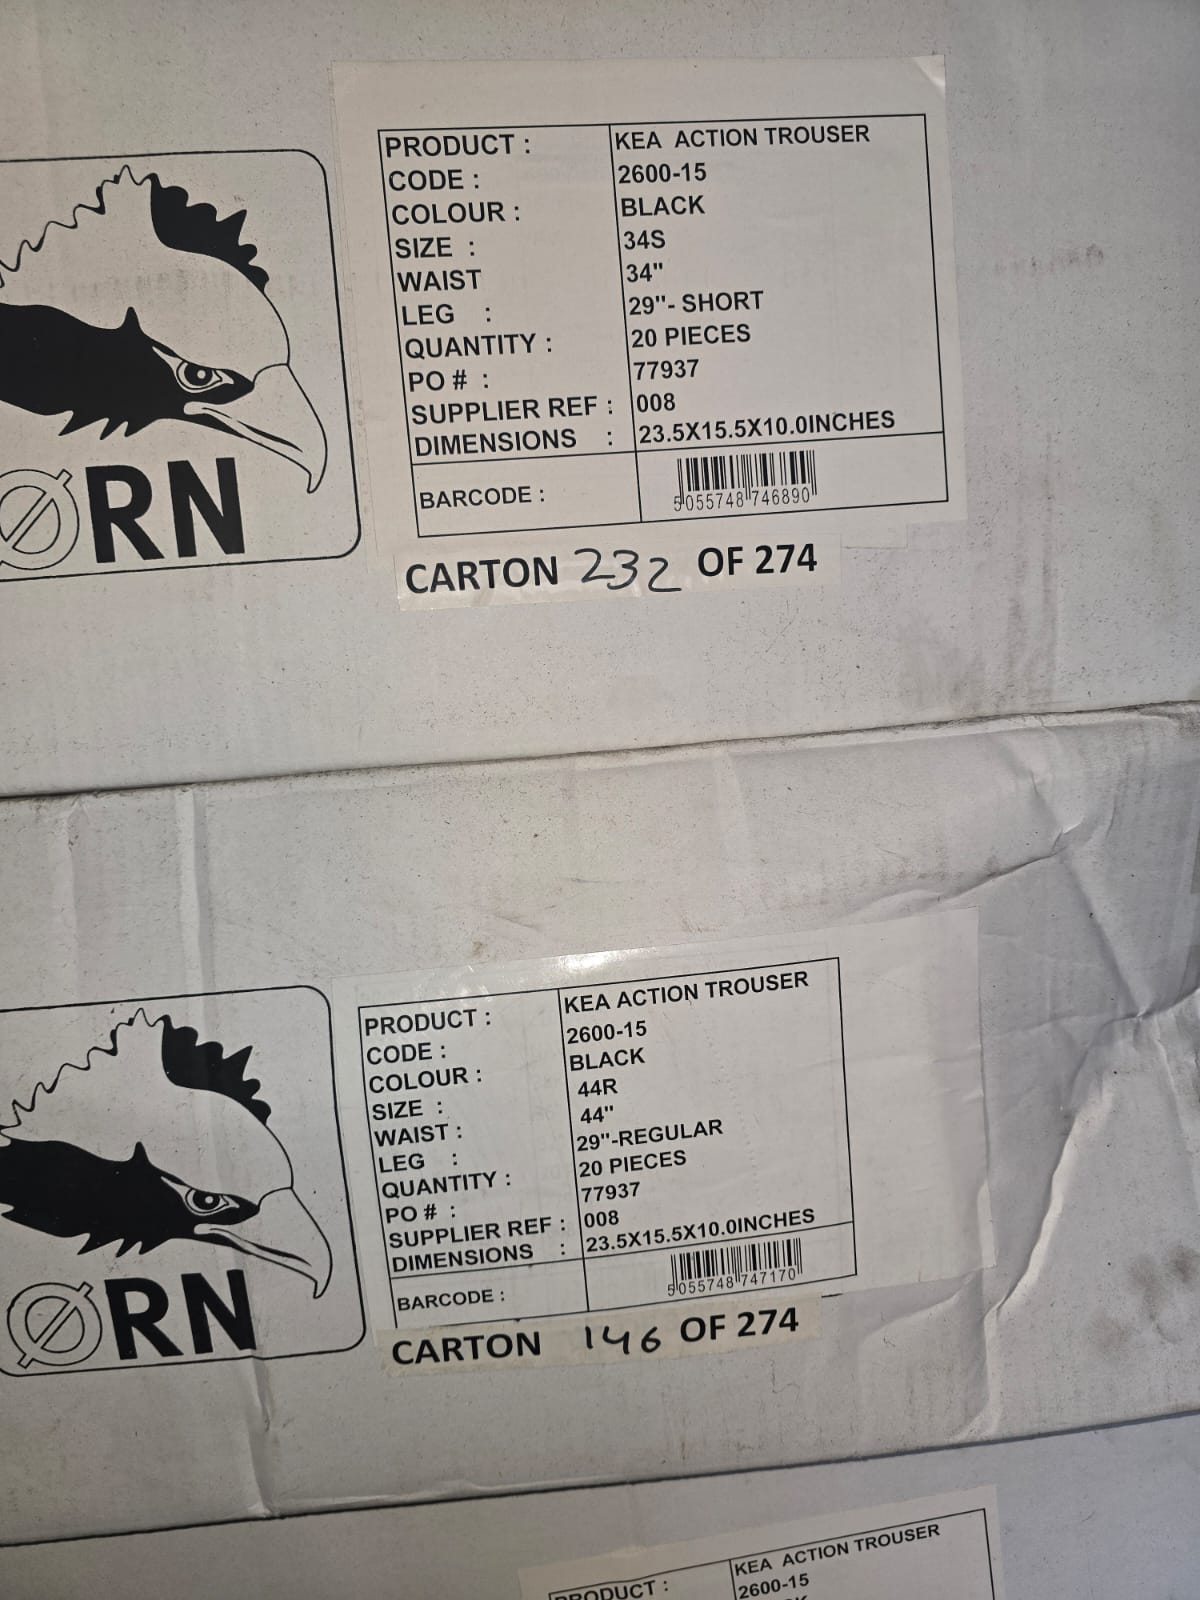 PRODUCT : KEA ACTION TROUSER
CODE : 2600-15
COLOUR : BLACK
SIZE : 34S
WAIST 34"
LEG : 29"- SHORT
QUANTITY : 20 PIECES
PO # : 77937
SUPPLIER REF : 008
DIMENSIONS : 23.5X15.5X10.0INCHES
BARCODE : 5 055748 746890
CARTON 232 OF 274
ØRN
PRODUCT : KEA ACTION TROUSER
CODE : 2600-15
COLOUR : BLACK
SIZE : 44R
WAIST : 44"
LEG : 29"-REGULAR
QUANTITY : 20 PIECES
PO # : 77937
SUPPLIER REF : 008
DIMENSIONS : 23.5X15.5X10.0INCHES
BARCODE : 5 055748 747170
CARTON 146 OF 274
ØRN
PRODUCT : KEA ACTION TROUSER
2600-15